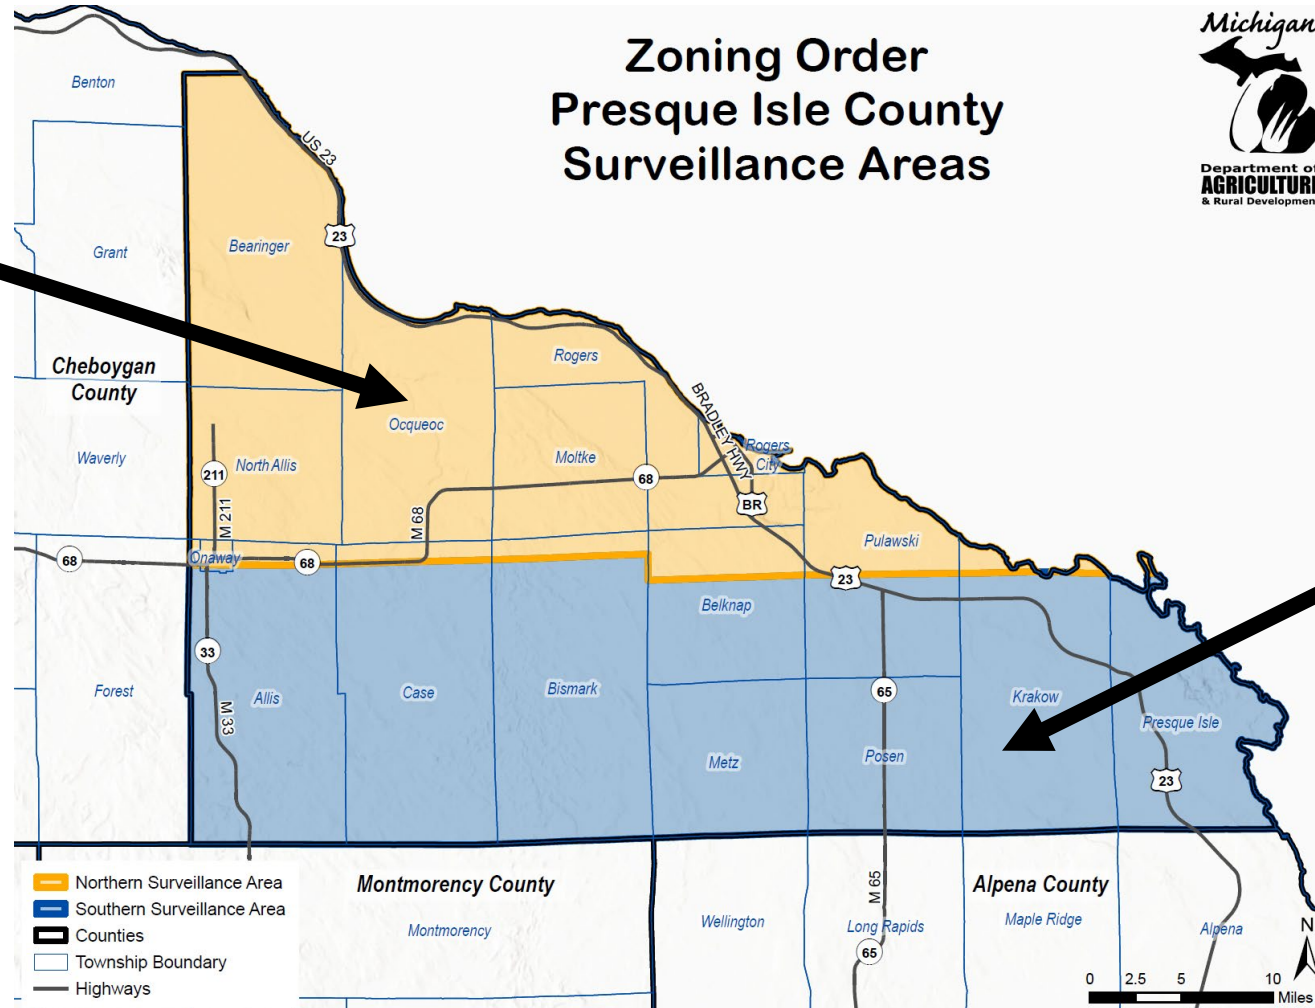 Zoning Order
Presque Isle County
Surveillance Areas
Michigan
Department of
AGRICULTURE
& Rural Development
Benton
US 23
23
Grant
Bearinger
Cheboygan
County
Rogers
BRADLEY HWY
Ocqueoc
Rogers
City
Waverly
211
North Allis
Moltke
68
BR
M 211
M 68
Pulawski
68
Onaway
68
23
Belknap
33
Forest
Allis
Case
Bismark
65
Krakow
M 33
Presque Isle
Metz
Posen
23
Northern Surveillance Area
Southern Surveillance Area
Counties
Township Boundary
Highways
Montmorency County
Montmorency
M 65
Alpena County
Wellington
Long Rapids
Maple Ridge
Alpena
65
N
0 2.5 5 10
Miles